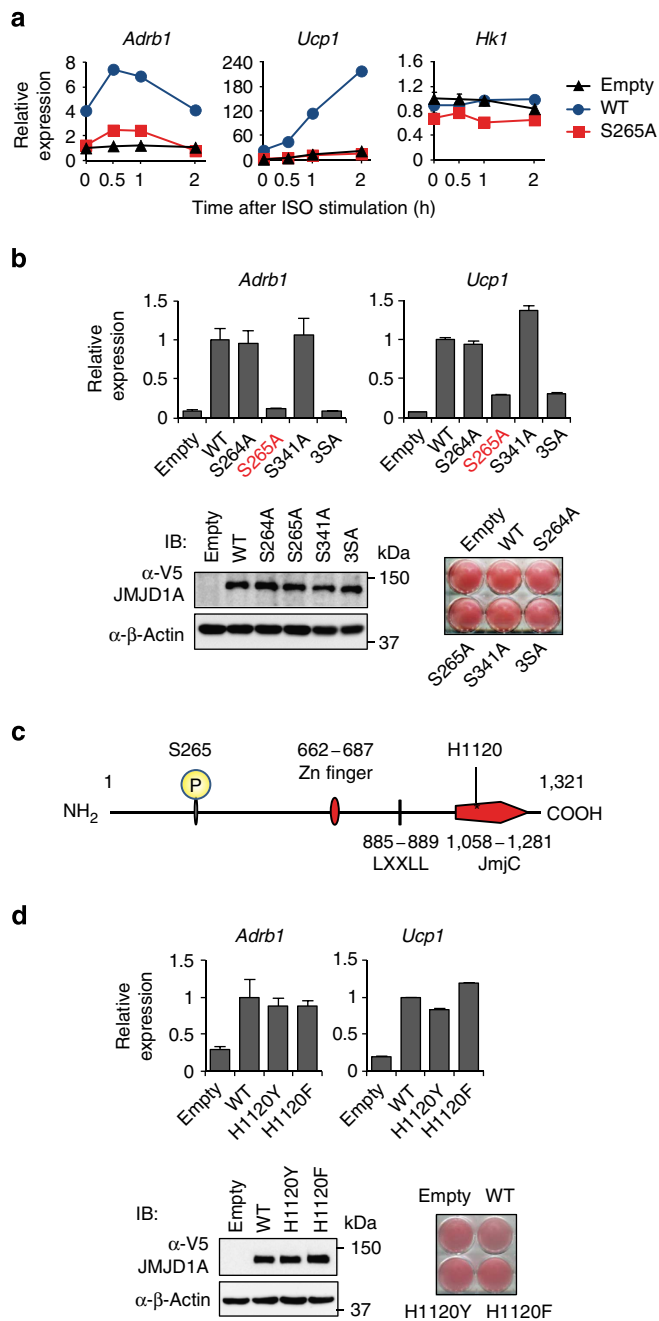 a
Adrb1 Ucp1 Hk1
Relative expression
8
6
4
2
0
240
180
120
60
0
1.6
1.2
0.8
0.4
0
0 0.5 1 2
0 0.5 1 2
0 0.5 1 2
Time after ISO stimulation (h)
Empty
WT
S265A
b
Adrb1 Ucp1
Relative expression
1.5
1
0.5
0
1.5
1
0.5
0
Empty WT S264A S265A S341A 3SA
Empty WT S264A S265A S341A 3SA
IB: Empty WT S264A S265A S341A 3SA kDa
α-V5 JMJD1A
150
α-β-Actin
37
Empty WT S264A
S265A S341A 3SA
c
S265 662–687 H1120
Zn finger
1 P 1,321
NH2 COOH
885–889 1,058–1,281
LXXLL JmjC
d
Adrb1 Ucp1
Relative expression
1.5
1
0.5
0
1.5
1
0.5
0
Empty WT H1120Y H1120F
Empty WT H1120Y H1120F
IB: Empty WT H1120Y H1120F kDa
α-V5 JMJD1A
150
α-β-Actin
37
Empty WT
H1120Y H1120F